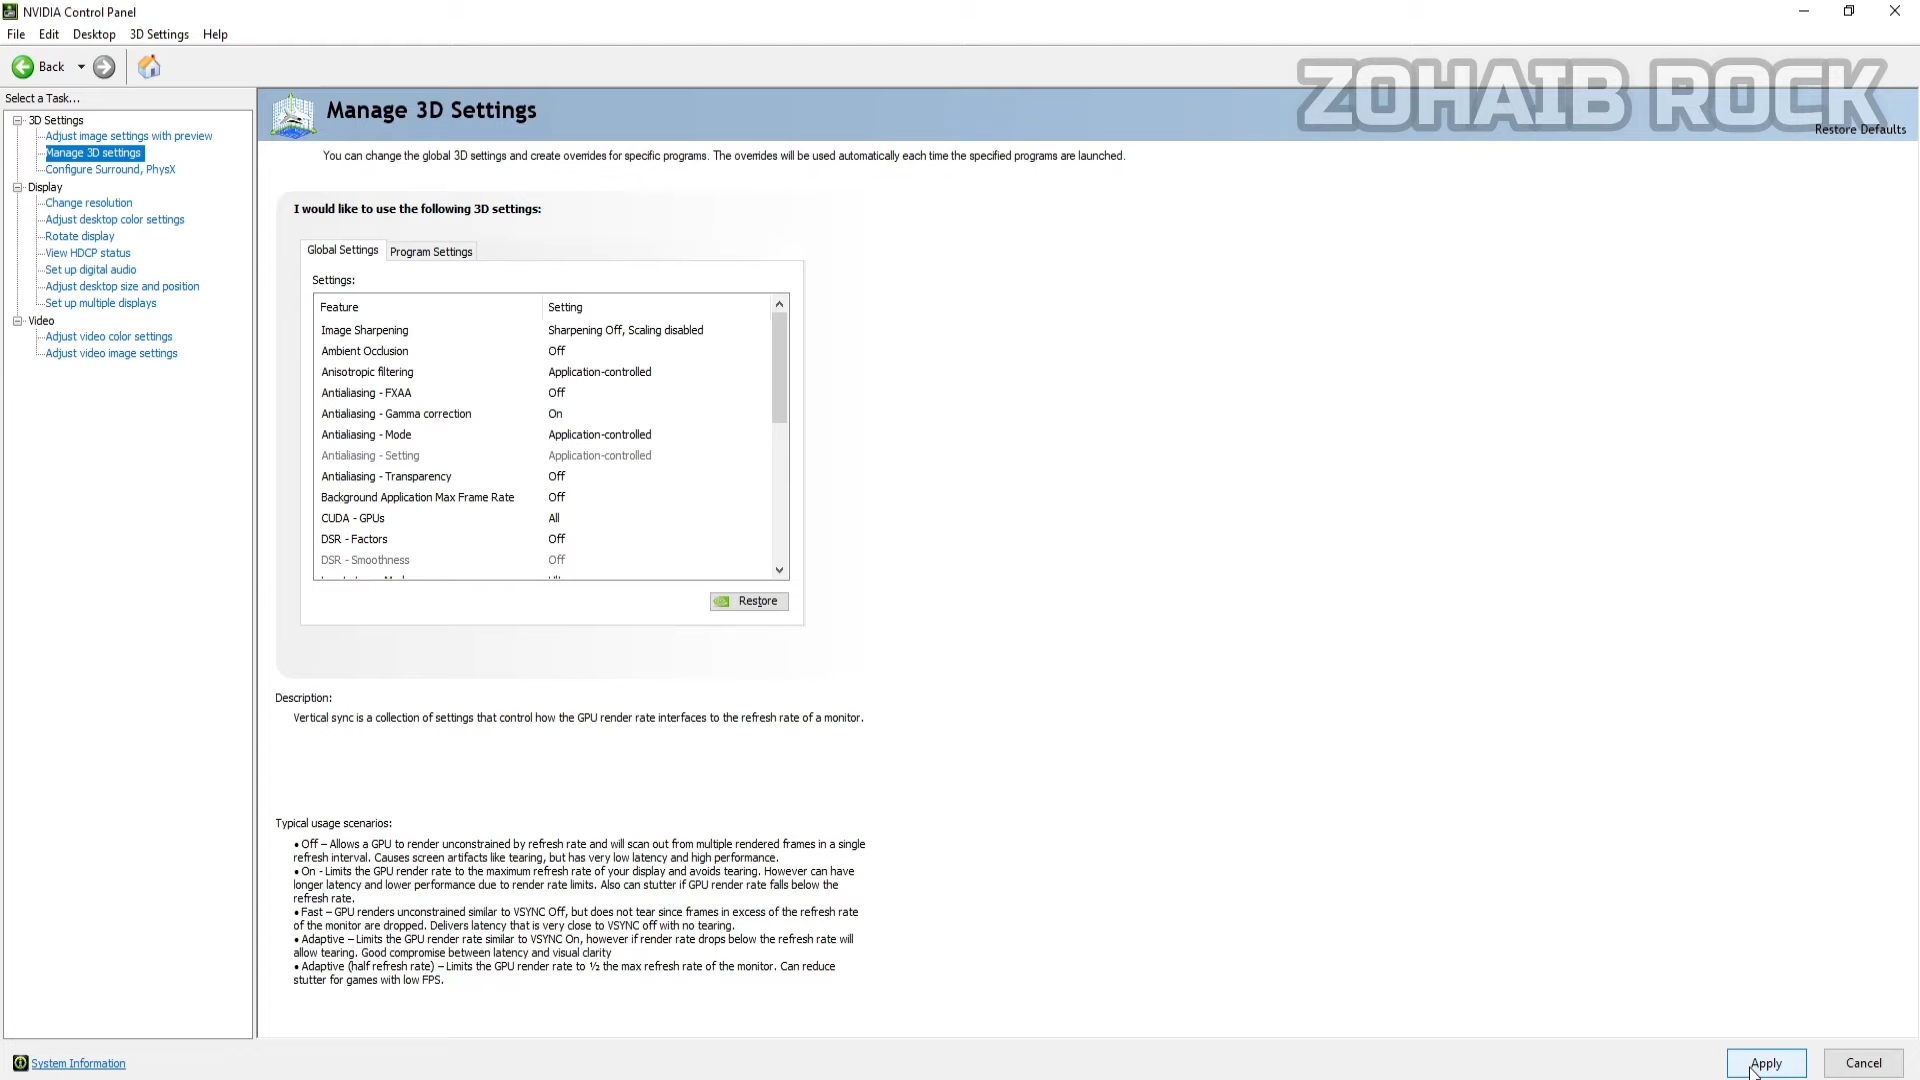 NVIDIA Control Panel
File Edit Desktop 3D Settings Help
Back
ZOHAIB ROCK
Select a Task...
3D Settings
Adjust image settings with preview
Manage 3D settings
Configure Surround, PhysX
Display
Change resolution
Adjust desktop color settings
Rotate display
View HDCP status
Set up digital audio
Adjust desktop size and position
Set up multiple displays
Video
Adjust video color settings
Adjust video image settings
System Information
Manage 3D Settings
Restore Defaults
You can change the global 3D settings and create overrides for specific programs. The overrides will be used automatically each time the specified programs are launched.
I would like to use the following 3D settings:
Global Settings Program Settings
Settings:
Feature Setting
Image Sharpening Sharpening Off, Scaling disabled
Ambient Occlusion Off
Anisotropic filtering Application-controlled
Antialiasing - FXAA Off
Antialiasing - Gamma correction On
Antialiasing - Mode Application-controlled
Antialiasing - Setting Application-controlled
Antialiasing - Transparency Off
Background Application Max Frame Rate Off
CUDA - GPUs All
DSR - Factors Off
DSR - Smoothness Off
Restore
Description:
Vertical sync is a collection of settings that control how the GPU render rate interfaces to the refresh rate of a monitor.
Typical usage scenarios:
• Off – Allows a GPU to render unconstrained by refresh rate and will scan out from multiple rendered frames in a single
refresh interval. Causes screen artifacts like tearing, but has very low latency and high performance.
• On - Limits the GPU render rate to the maximum refresh rate of your display and avoids tearing. However can have
longer latency and lower performance due to render rate limits. Also can stutter if GPU render rate falls below the
refresh rate.
• Fast – GPU renders unconstrained similar to VSYNC Off, but does not tear since frames in excess of the refresh rate
of the monitor are dropped. Delivers latency that is very close to VSYNC off with no tearing.
• Adaptive – Limits the GPU render rate similar to VSYNC On, however if render rate drops below the refresh rate will
allow tearing. Good compromise between latency and visual clarity
• Adaptive (half refresh rate) – Limits the GPU render rate to ½ the max refresh rate of the monitor. Can reduce
stutter for games with low FPS.
Apply Cancel